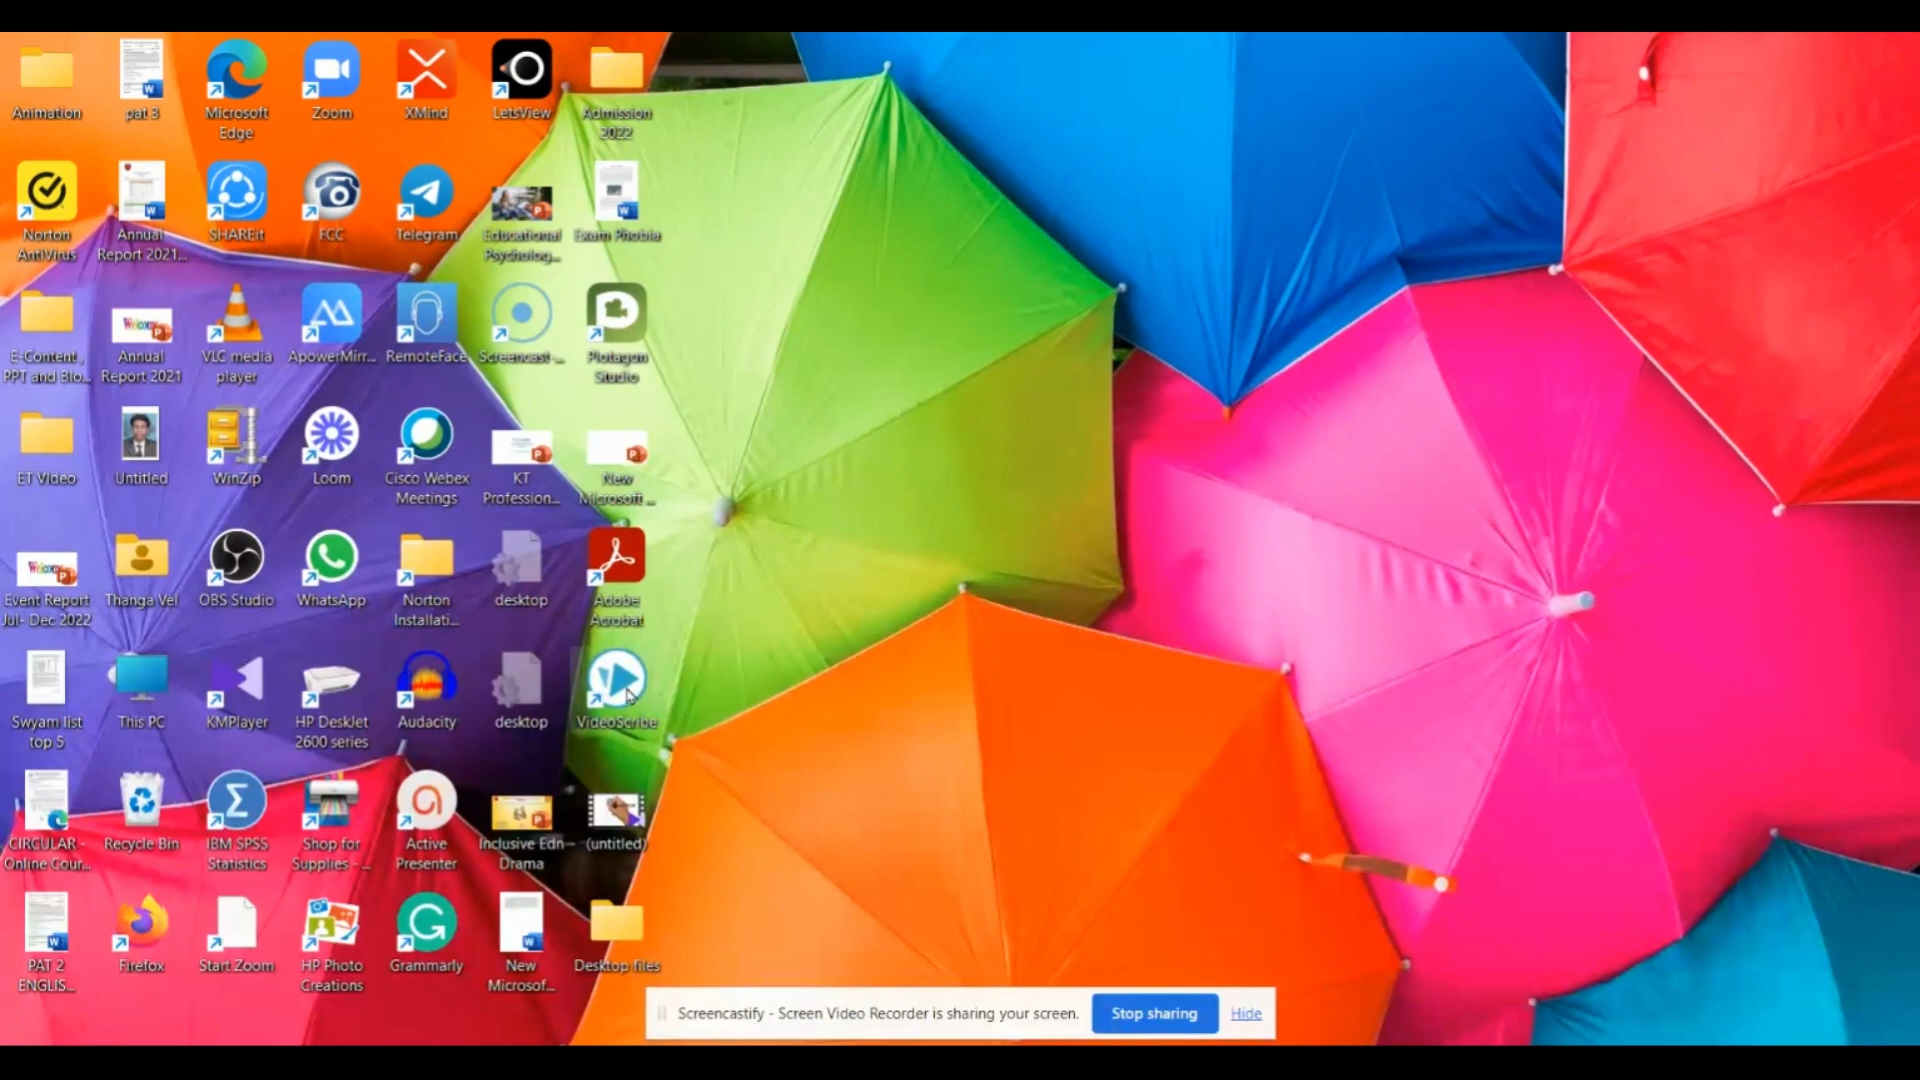 Animation
pat 3
Microsoft
Edge
Zoom
XMind
LetsView
Admission
2022
Norton
AntiVirus
Annual
Report 2021...
SHAREit
FCC
Telegram
Educational
Psycholog...
Exam Phobia
E-Content ,
PPT and Blo...
Welcome
Annual
Report 2021
VLC media
player
ApowerMirr...
RemoteFace
Screencast-...
Plotagon
Studio
ET Video
Untitled
WinZip
Loom
Cisco Webex
Meetings
KT
Profession...
New
Microsoft ...
Welcome
Event Report
Jul- Dec 2022
Thanga Vel
OBS Studio
WhatsApp
Norton
Installati...
desktop
Adobe
Acrobat
Swyam list
top 5
This PC
KMPlayer
HP DeskJet
2600 series
Audacity
desktop
VideoScribe
CIRCULAR -
Online Cour...
Recycle Bin
IBM SPSS
Statistics
Shop for
Supplies - ...
Active
Presenter
Inclusive Edn-
Drama
(untitled)
PAT 2
ENGLIS...
Firefox
Start Zoom
HP Photo
Creations
Grammarly
New
Microsof...
Desktop files
Screencastify - Screen Video Recorder is sharing your screen.
Stop sharing
Hide